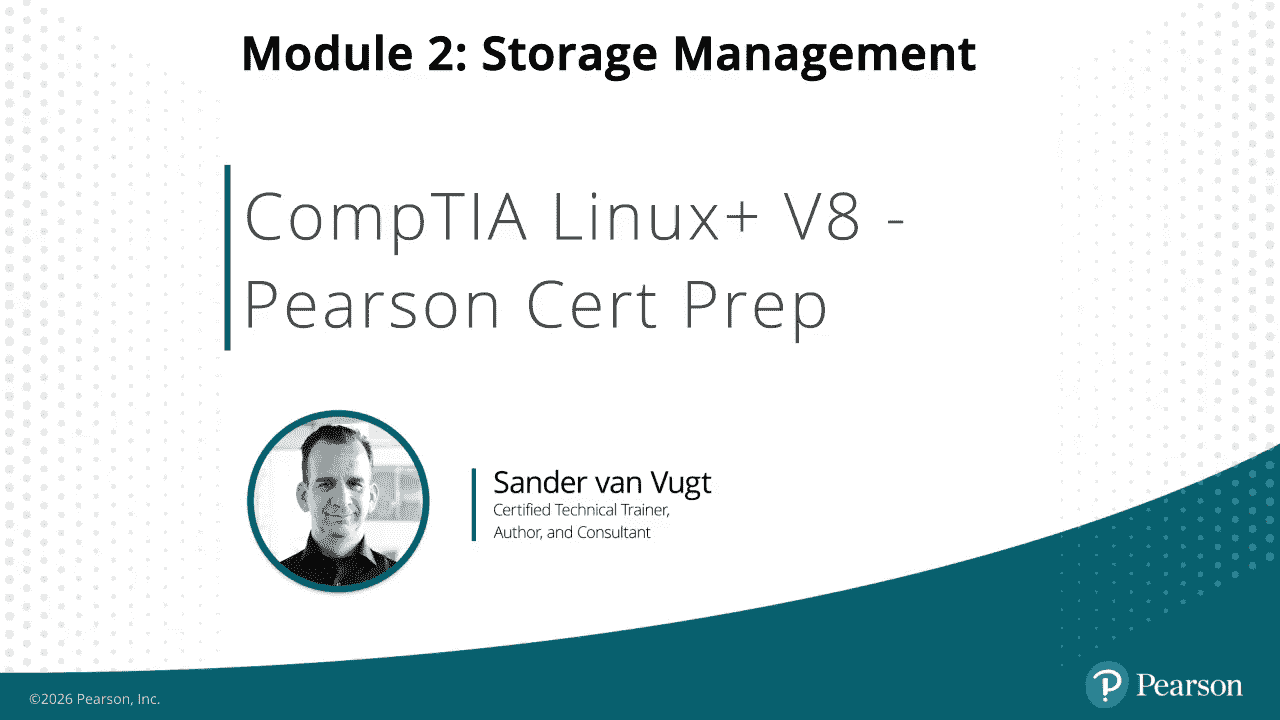 Module 2: Storage Management
CompTIA Linux+ V8 -
Pearson Cert Prep
Sander van Vugt
Certified Technical Trainer,
Author, and Consultant
©2026 Pearson, Inc.
Pearson